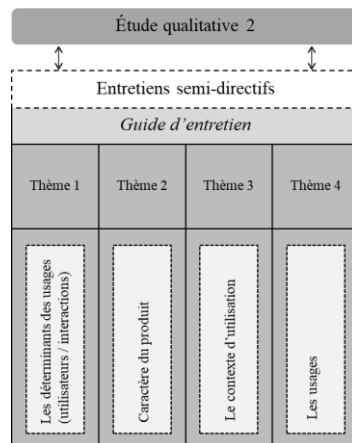 Étude qualitative 2
Entretiens semi-directifs
Guide d’entretien
Thème 1
Thème 2
Thème 3
Thème 4
Les déterminants des usages
(utilisateurs / interactions)
Caractère du produit
Le contexte d’utilisation
Les usages